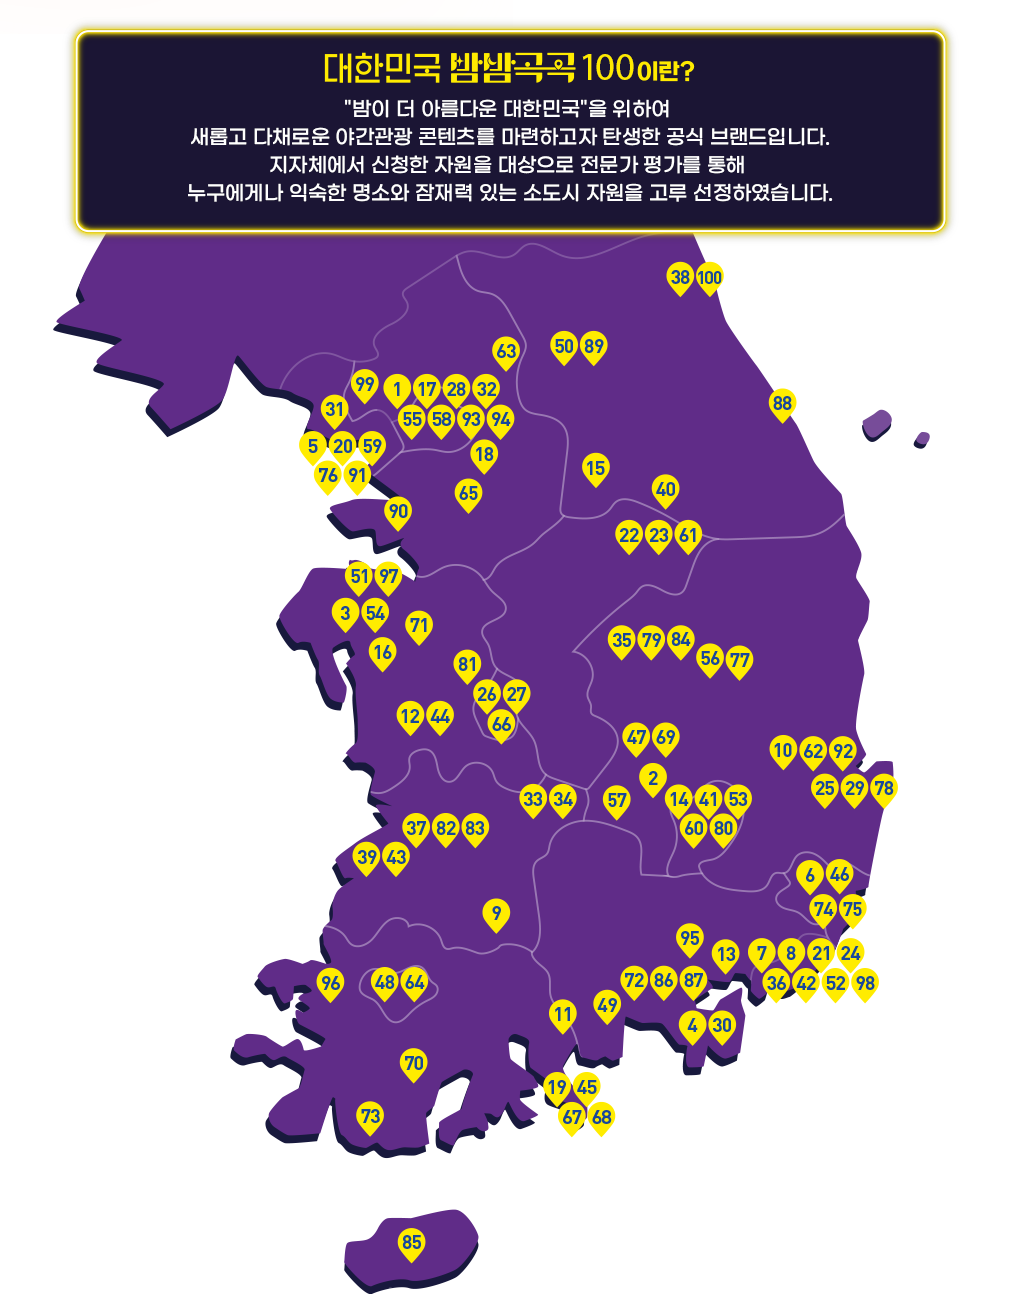 대한민국 밤밤곡곡 100이란?
"밤이 더 아름다운 대한민국"을 위하여
새롭고 다채로운 야간관광 콘텐츠를 마련하고자 탄생한 공식 브랜드입니다.
지자체에서 신청한 자원을 대상으로 전문가 평가를 통해
누구에게나 익숙한 명소와 잠재력 있는 소도시 자원을 고루 선정하였습니다.
38 100
63 50 89
99 1 17 28 32
31 88
55 58 93 94
5 20 59
18
76 91 15
65 40
90
22 23 61
51 97
3 54
71
35 79 84
16 56 77
81
26 27
12 44 66
47 69
10 62 92
2
25 29 78
33 34 57 14 41 53
37 82 83 60 80
39 43
6 46
9 74 75
95
13 7 8 21 24
96 48 64 72 86 87 36 42 52 98
49
11 4 30
70
19 45
73 67 68
85